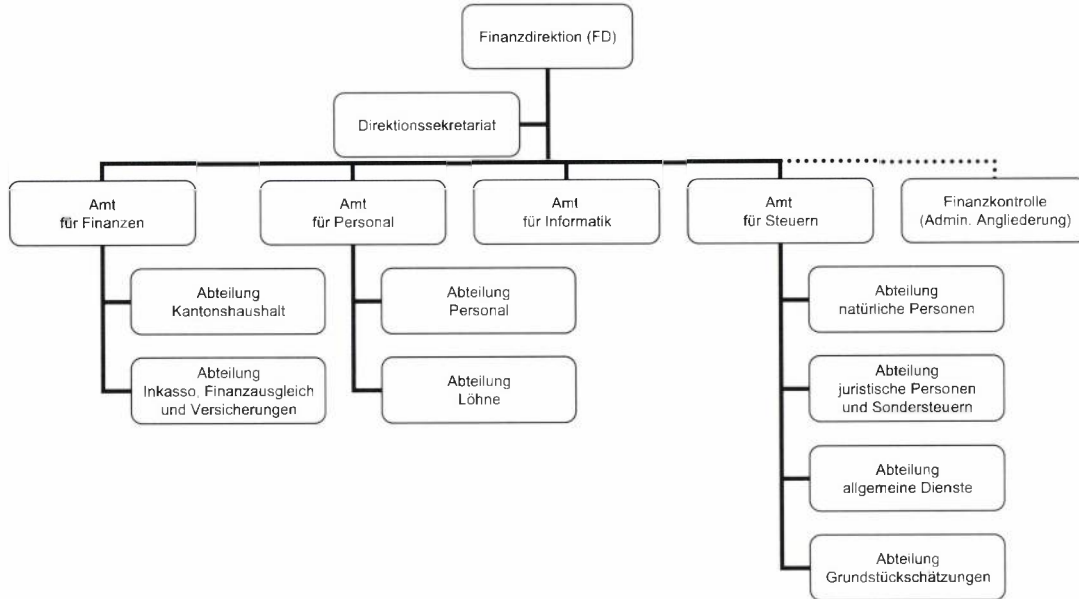 Finanzdirektion (FD)
Direktionssekretariat
Amt
für Finanzen
Amt
für Personal
Amt
für Informatik
Amt
für Steuern
Finanzkontrolle
(Admin. Angliederung)
Abteilung
Kantonshaushalt
Abteilung
Inkasso, Finanzausgleich
und Versicherungen
Abteilung
Personal
Abteilung
Löhne
Abteilung
natürliche Personen
Abteilung
juristische Personen
und Sondersteuern
Abteilung
allgemeine Dienste
Abteilung
Grundstückschätzungen